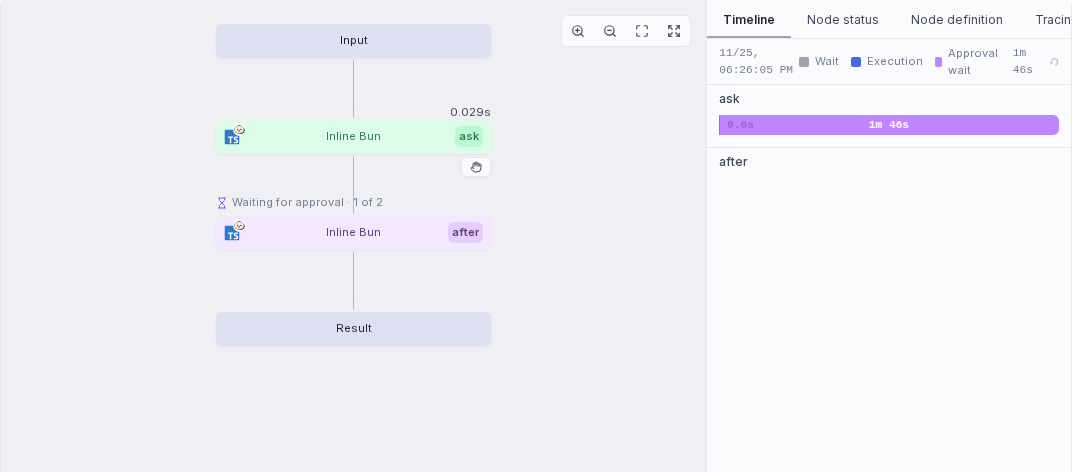 Input
0.029s
TS
Inline Bun
ask
Waiting for approval · 1 of 2
TS
Inline Bun
after
Result
Timeline
Node status
Node definition
Tracin
11/25,
06:26:05 PM
Wait
Execution
Approval
wait
1m
46s
ask
0.0s
1m 46s
after